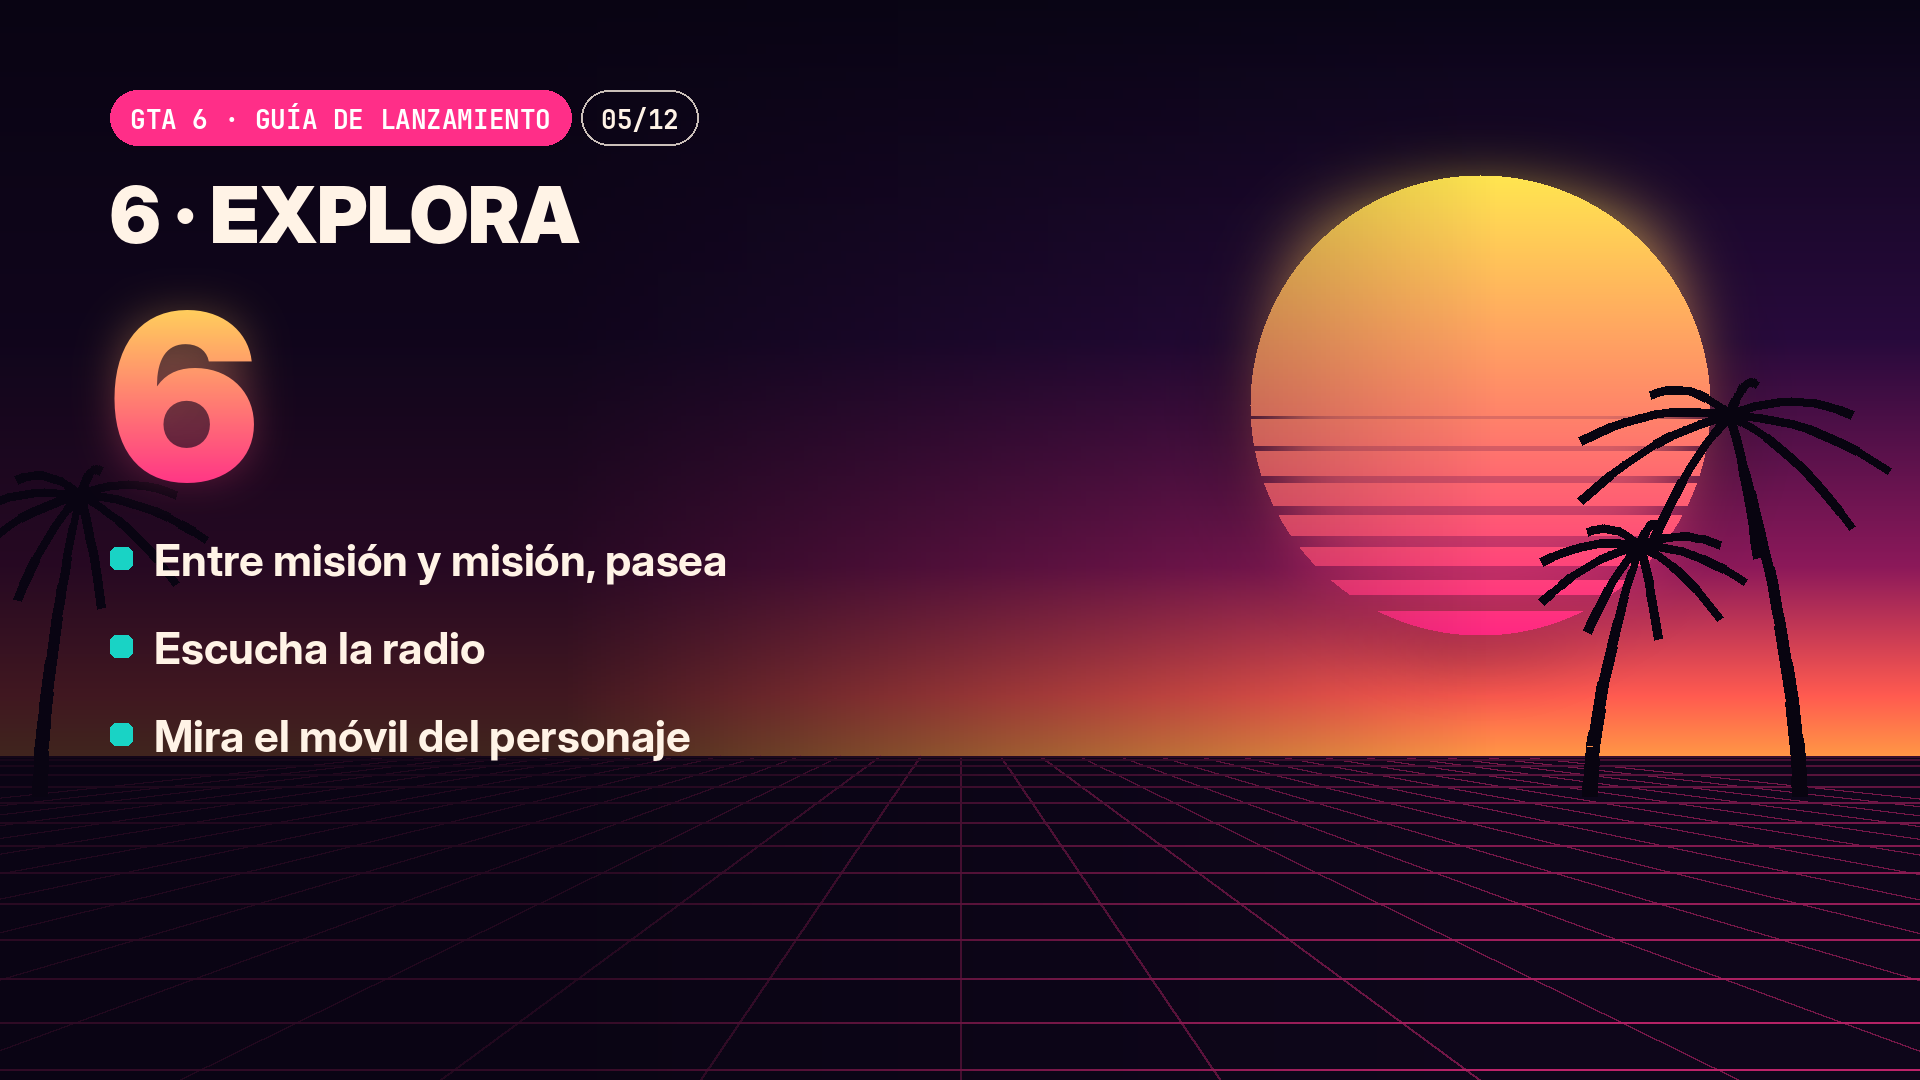 GTA 6 · GUÍA DE LANZAMIENTO 05/12
6 · EXPLORA
6
Entre misión y misión, pasea
Escucha la radio
Mira el móvil del personaje